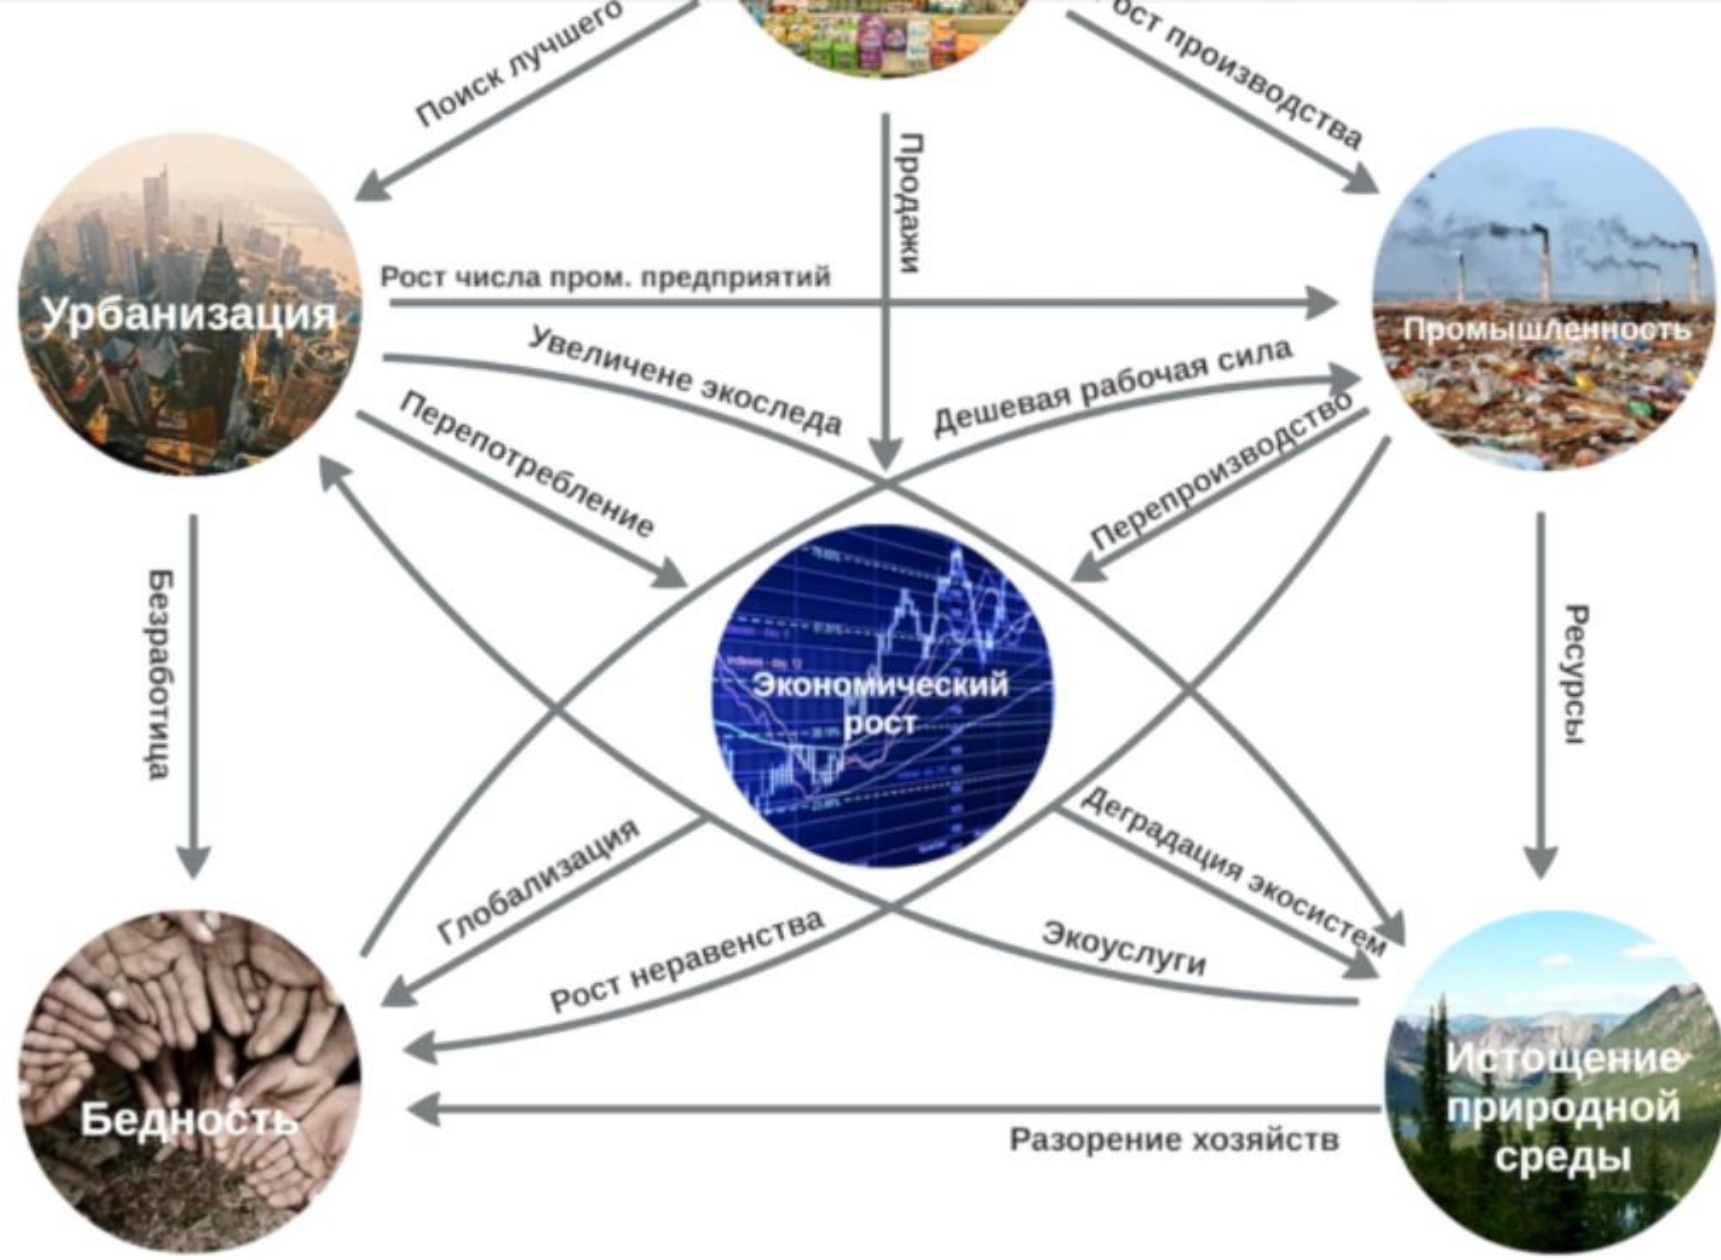 Поиск лучшего
ост производства
Продажи
Урбанизация
Рост числа пром. предприятий
Промышленность
Увеличене экоследа
Дешевая рабочая сила
Перепотребление
Перепроизводство
Безработица
Экономический
рост
Ресурсы
Глобализация
Деградация экосистем
Рост неравенства
Экоуслуги
Бедность
Истощение
природной
среды
Разорение хозяйств